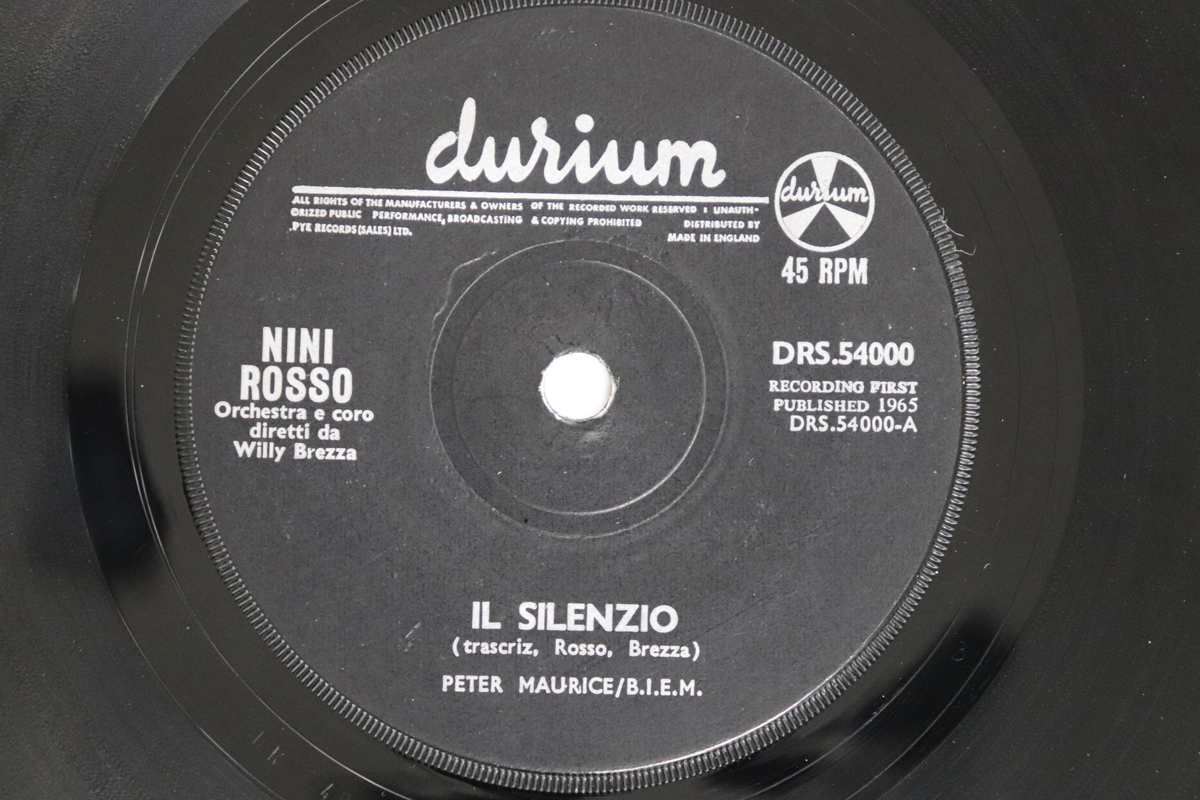 durium
ALL RIGHTS OF THE MANUFACTURERS & OWNERS OF THE RECORDED WORK RESERVED : UNAUTH-
ORIZED PUBLIC PERFORMANCE, BROADCASTING & COPYING PROHIBITED DISTRIBUTED BY
PYE RECORDS (SALES) LTD. MADE IN ENGLAND
durium
45 RPM
NINI
ROSSO
Orchestra e coro
diretti da
Willy Brezza
DRS.54000
RECORDING FIRST
PUBLISHED 1965
DRS.54000-A
IL SILENZIO
(trascriz, Rosso, Brezza)
PETER MAURICE/B.I.E.M.